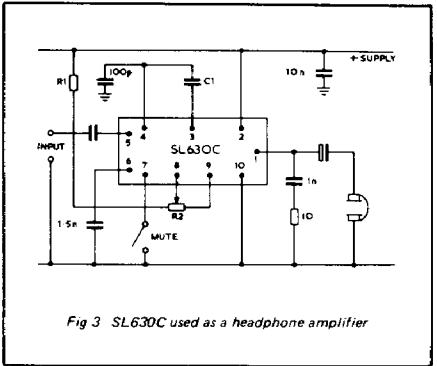 + SUPPLY
R1
100p
C1
10n
4
3
2
INPUT
5
SL630C
1
6
7
8
9
10
1n
R2
1·5n
MUTE
10
Fig 3 SL630C used as a headphone amplifier